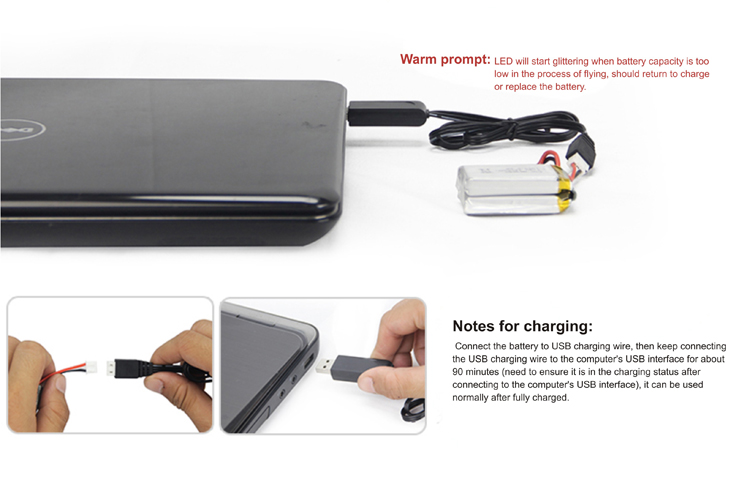 Warm prompt: LED will start glittering when battery capacity is too
low in the process of flying, should return to charge
or replace the battery.
DELL
Notes for charging:
Connect the battery to USB charging wire, then keep connecting
the USB charging wire to the computer's USB interface for about
90 minutes (need to ensure it is in the charging status after
connecting to the computer's USB interface), it can be used
normally after fully charged.